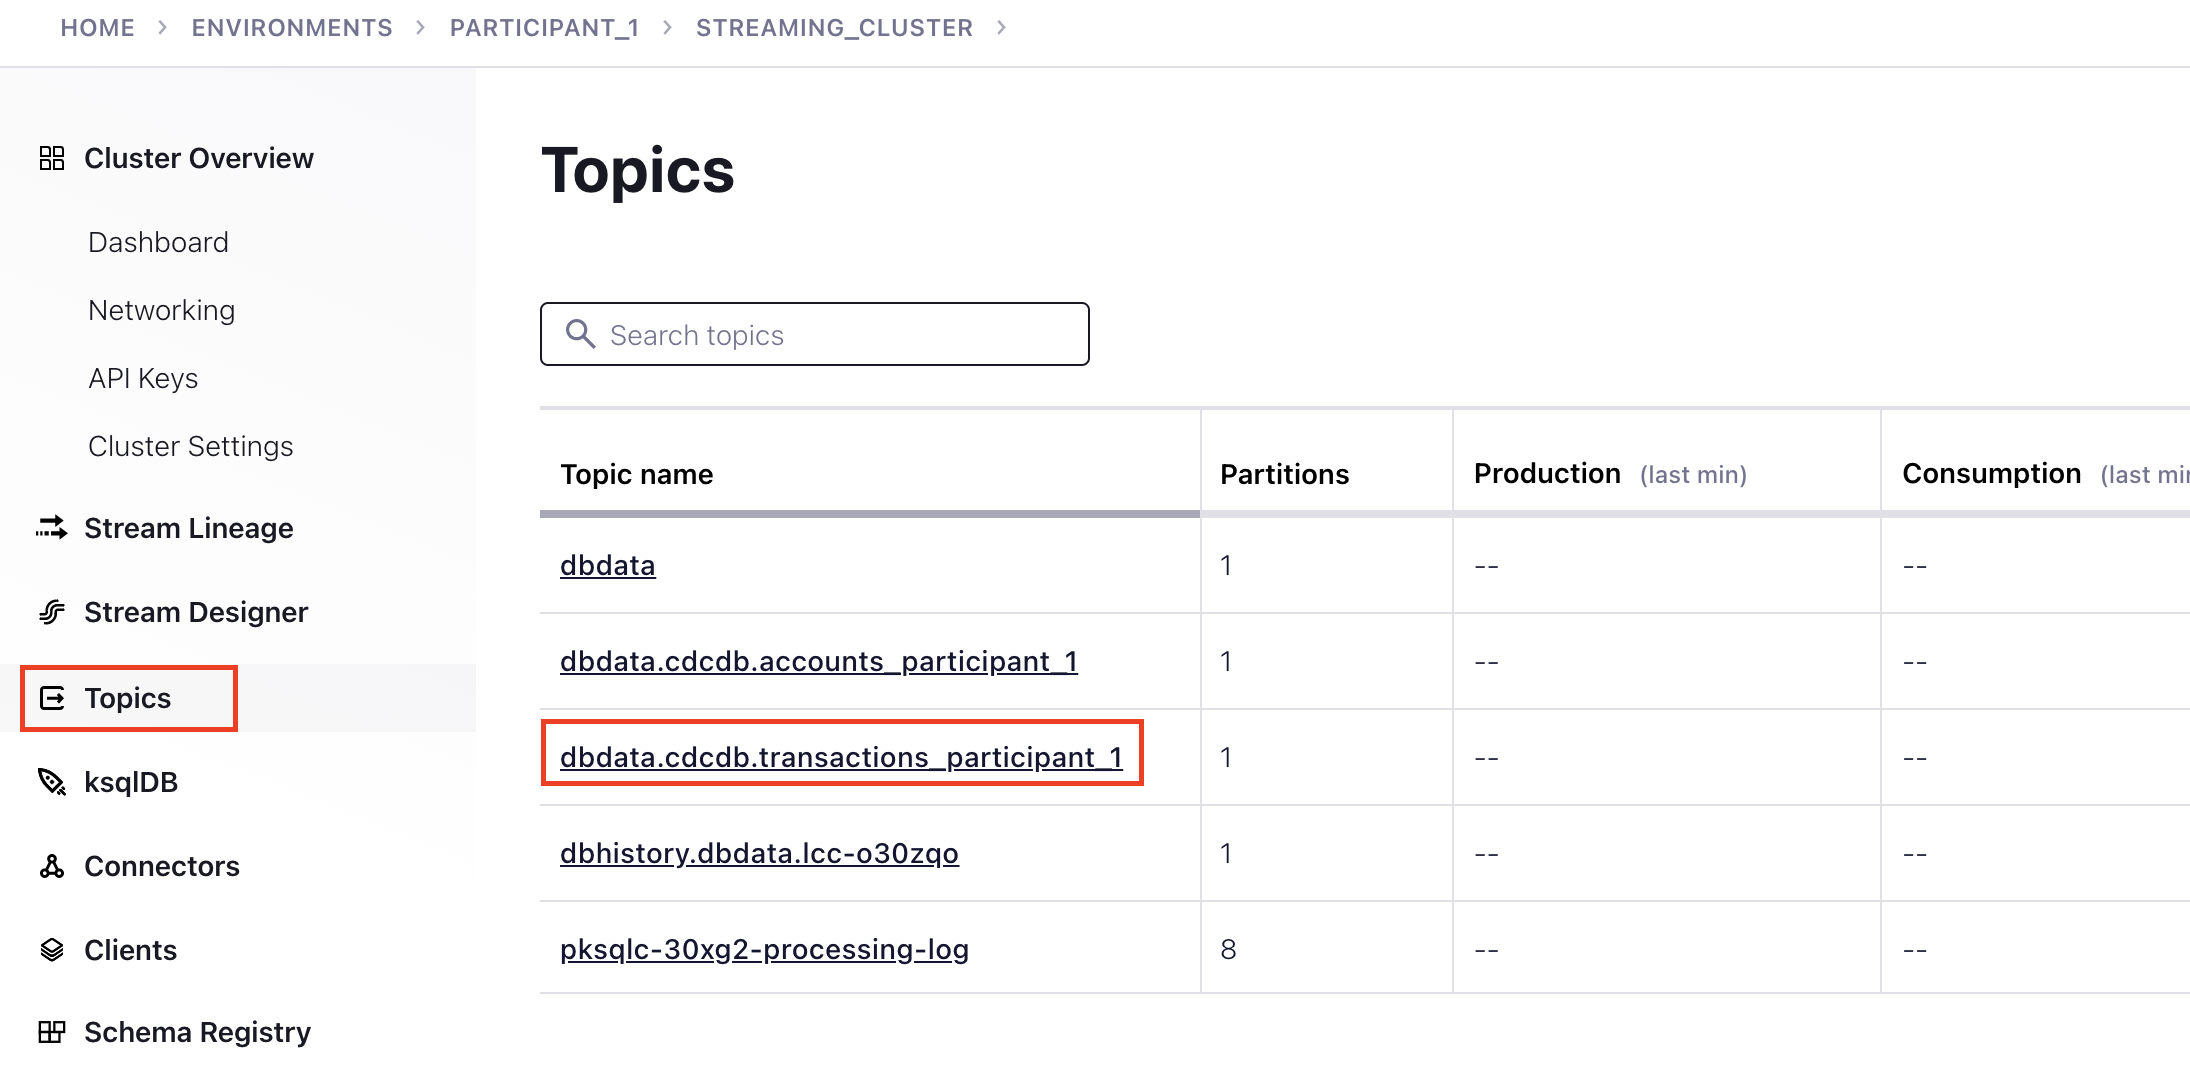 HOME > ENVIRONMENTS > PARTICIPANT_1 > STREAMING_CLUSTER >
Cluster Overview
Dashboard
Networking
API Keys
Cluster Settings
Stream Lineage
Stream Designer
Topics
ksqlDB
Connectors
Clients
Schema Registry
Topics
Search topics
Topic name Partitions Production (last min) Consumption (last mi
dbdata 1 -- --
dbdata.cdcdb.accounts_participant_1 1 -- --
dbdata.cdcdb.transactions_participant_1 1 -- --
dbhistory.dbdata.lcc-o30zqo 1 -- --
pksqlc-30xg2-processing-log 8 -- --